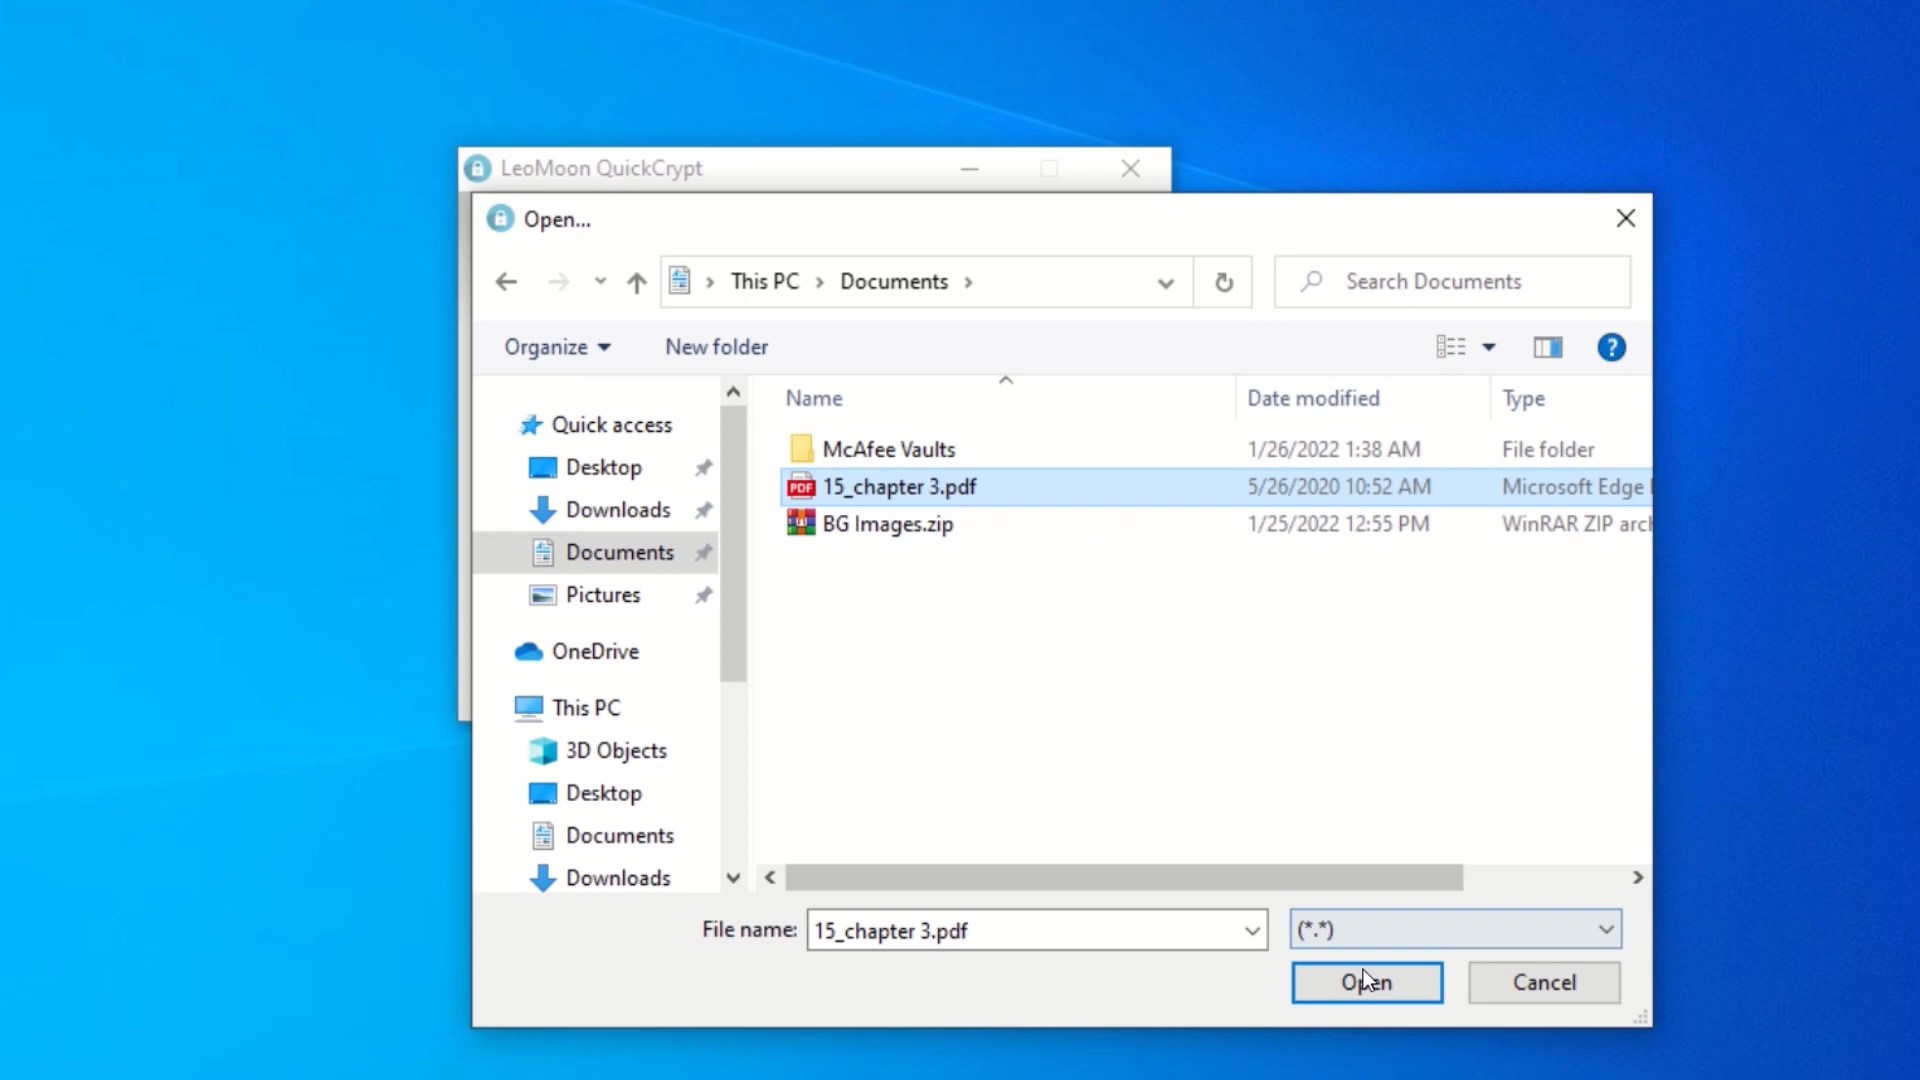 LeoMoon QuickCrypt
Open...
This PC Documents
Search Documents
Organize New folder
Name Date modified Type
Quick access
Desktop
Downloads
Documents
Pictures
OneDrive
This PC
3D Objects
Desktop
Documents
Downloads
McAfee Vaults 1/26/2022 1:38 AM File folder
PDF 15_chapter 3.pdf 5/26/2020 10:52 AM Microsoft Edge
BG Images.zip 1/25/2022 12:55 PM WinRAR ZIP
File name: 15_chapter 3.pdf (*.*)
Open Cancel